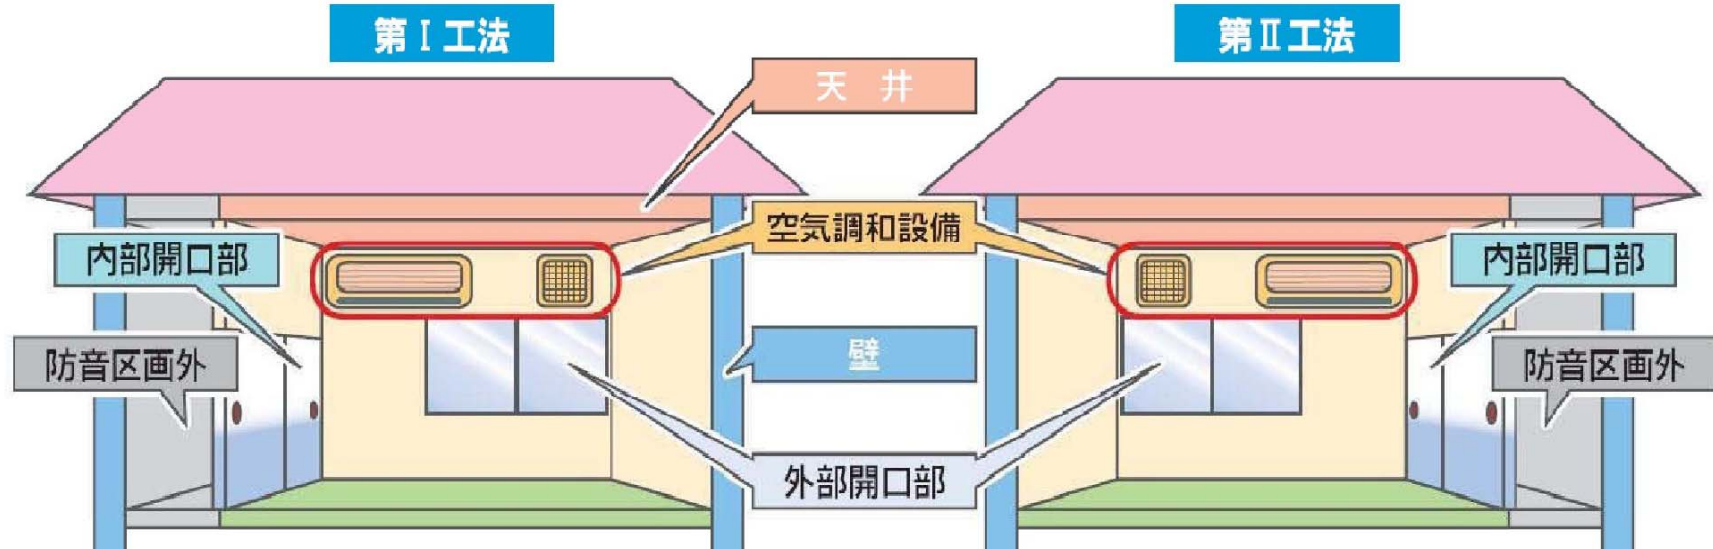 第Ⅰ工法
第Ⅱ工法
天 井
空気調和設備
内部開口部
内部開口部
防音区画外
壁
防音区画外
外部開口部